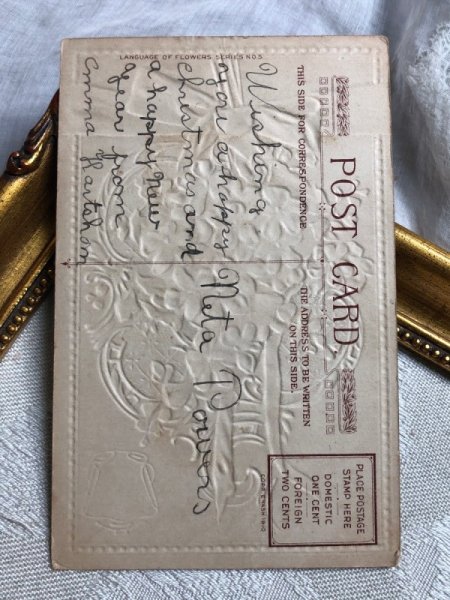 LANGUAGE OF FLOWERS SERIES NO 5
POST CARD
THIS SIDE FOR CORRESPONDENCE
THE ADDRESS TO BE WRITTEN
ON THIS SIDE.
PLACE POSTAGE
STAMP HERE
DOMESTIC
ONE CENT
FOREIGN
TWO CENTS
Wishing
you a happy
christmas and
a happy new
year from
emma
Neta Powers